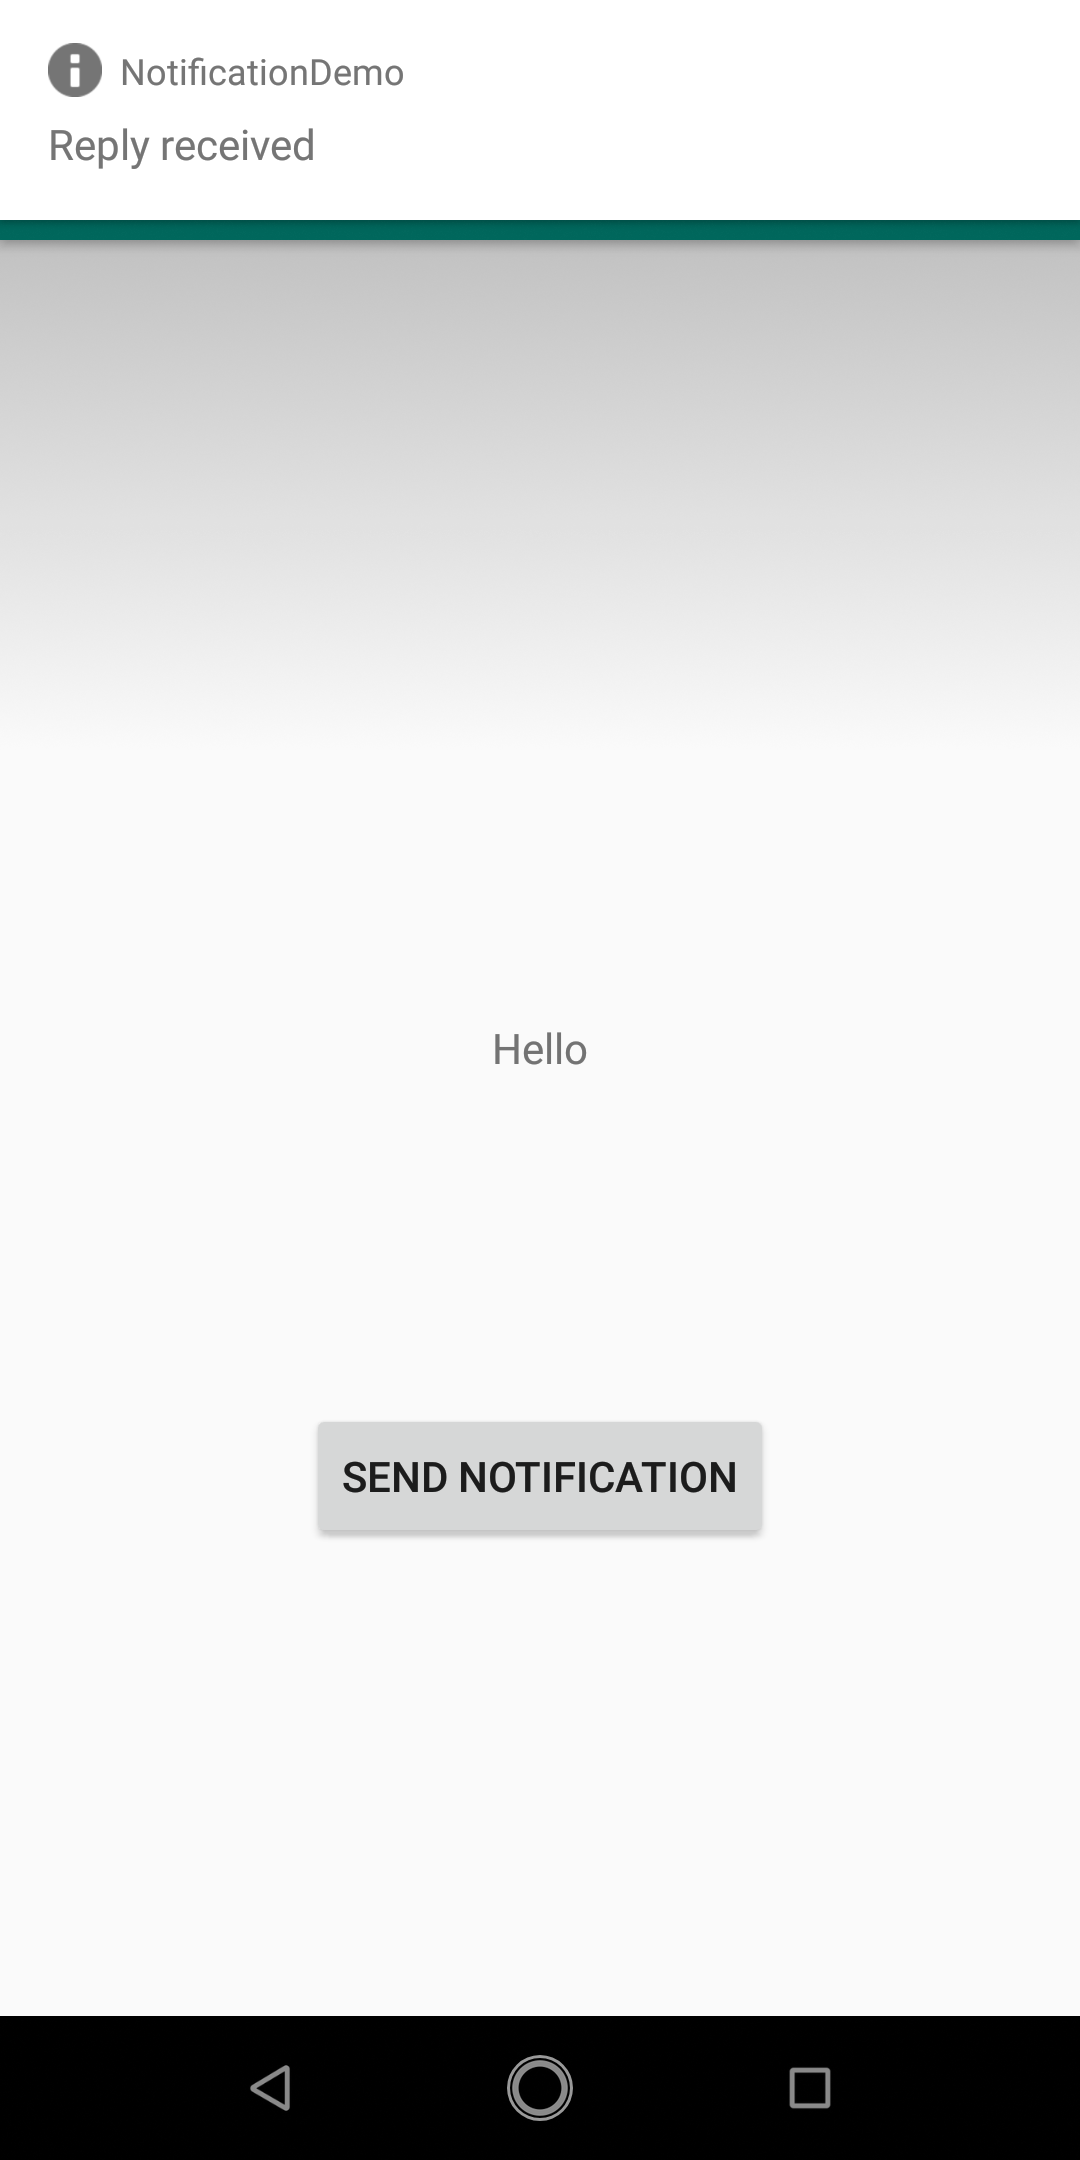 NotificationDemo
Reply received
Hello
SEND NOTIFICATION